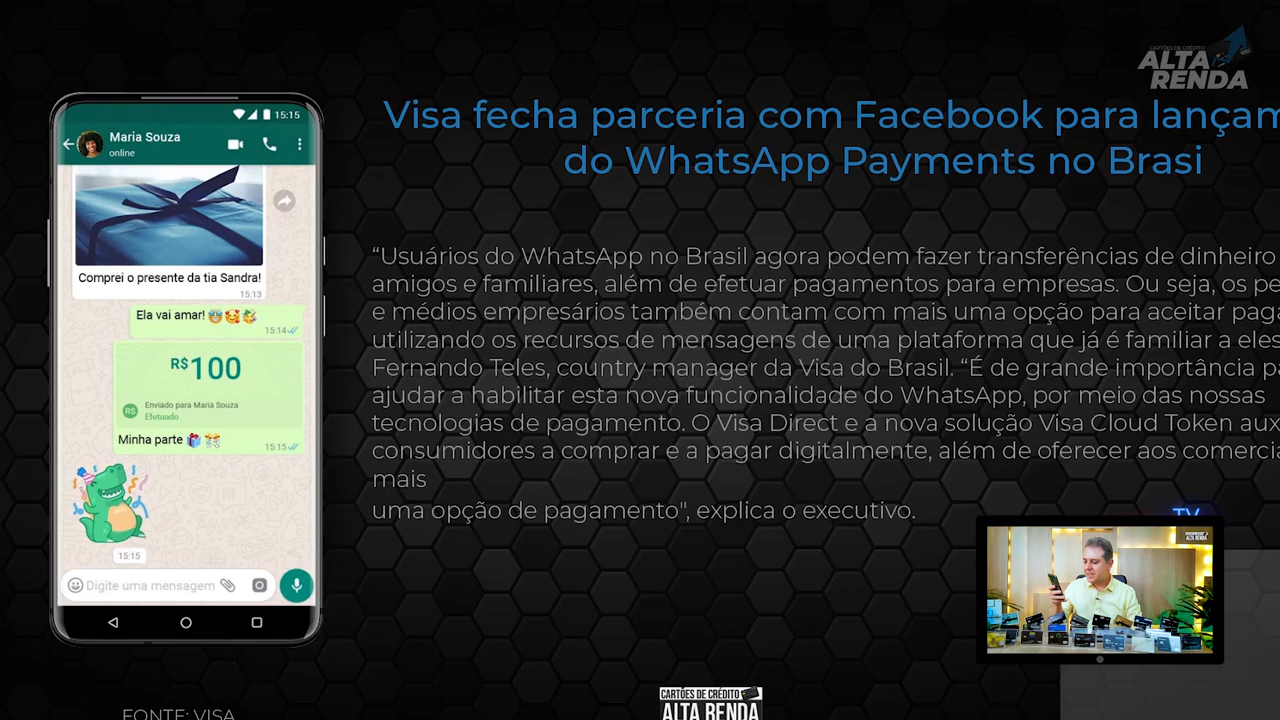 CARTÕES DE CRÉDITO
ALTA
RENDA
Visa fecha parceria com Facebook para lançam
do WhatsApp Payments no Brasi
15:15
Maria Souza
online
Comprei o presente da tia Sandra!
15:13
Ela vai amar!
15:14
R$100
RS
Enviado para Maria Souza
Efetuado
Minha parte
15:15
15:15
Digite uma mensagem
“Usuários do WhatsApp no Brasil agora podem fazer transferências de dinheiro
amigos e familiares, além de efetuar pagamentos para empresas. Ou seja, os pe
e médios empresários também contam com mais uma opção para aceitar paga
utilizando os recursos de mensagens de uma plataforma que já é familiar a eles
Fernando Teles, country manager da Visa do Brasil. “É de grande importância pa
ajudar a habilitar esta nova funcionalidade do WhatsApp, por meio das nossas
tecnologias de pagamento. O Visa Direct e a nova solução Visa Cloud Token aux
consumidores a comprar e a pagar digitalmente, além de oferecer aos comercia
mais
uma opção de pagamento", explica o executivo.
TV
ALTA RENDA
FONTE: VISA
CARTÕES DE CRÉDITO
ALTA RENDA